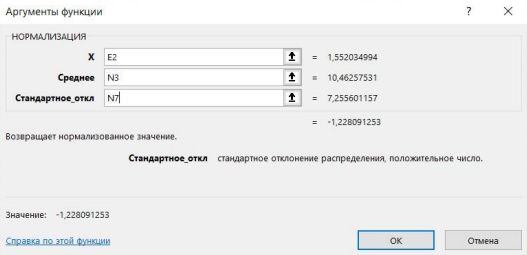 Аргументы функции ? ×
НОРМАЛИЗАЦИЯ
X E2 = 1,552034994
Среднее N3 = 10,46257531
Стандартное_откл N7 = 7,255601157
= -1,228091253
Возвращает нормализованное значение.
Стандартное_откл стандартное отклонение распределения, положительное число.
Значение: -1,228091253
Справка по этой функции ОК Отмена